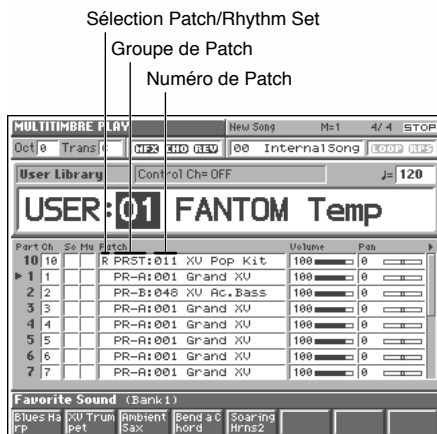 Sélection Patch/Rhythm Set
Groupe de Patch
Numéro de Patch
MULTITIMBRE PLAY New Song M=1 4/ 4 STOP
Oct 0 Trans 0 MFX CHO REV 00 InternalSong LOOP RPS
User Library Control Ch= OFF ♩= 120
USER:01 FANTOM Temp
Part Ch So Mu Patch Volume Pan
10 10 R PRST:011 XV Pop Kit 100 0
1 1 PR-A:001 Grand XV 100 0
2 2 PR-B:048 XV Ac.Bass 100 0
3 3 PR-A:001 Grand XV 100 0
4 4 PR-A:001 Grand XV 100 0
5 5 PR-A:001 Grand XV 100 0
6 6 PR-A:001 Grand XV 100 0
7 7 PR-A:001 Grand XV 100 0
Favorite Sound (Bank1)
Blues Ha XV Trum Ambient Bend a C Soaring
rp pet Sax hord Hrns2